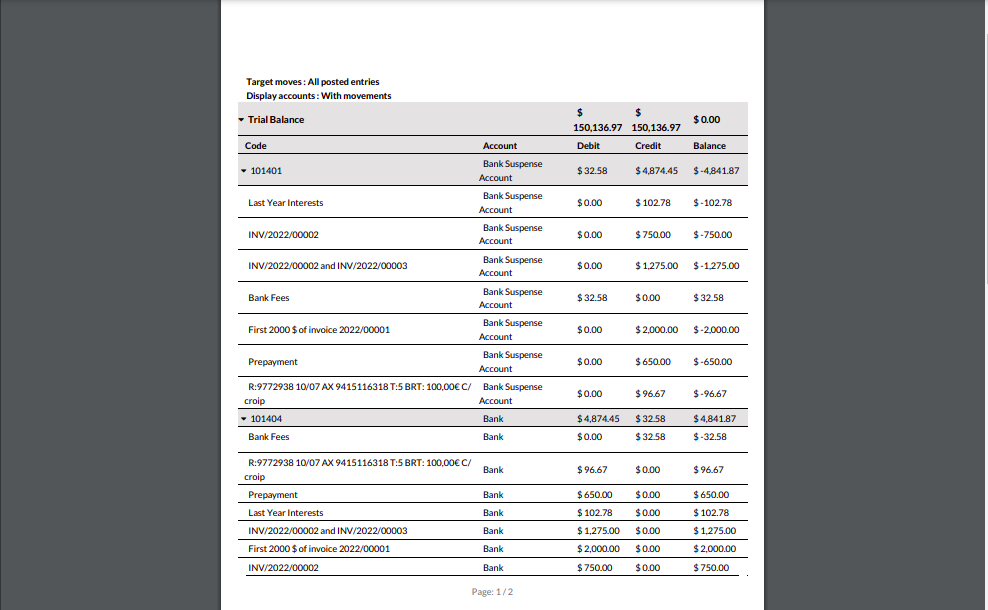 Target moves : All posted entries
Display accounts : With movements
Trial Balance $ 150,136.97 $ 150,136.97 $ 0.00
Code Account Debit Credit Balance
101401 Bank Suspense Account $ 32.58 $ 4,874.45 $ -4,841.87
Last Year Interests Bank Suspense Account $ 0.00 $ 102.78 $ -102.78
INV/2022/00002 Bank Suspense Account $ 0.00 $ 750.00 $ -750.00
INV/2022/00002 and INV/2022/00003 Bank Suspense Account $ 0.00 $ 1,275.00 $ -1,275.00
Bank Fees Bank Suspense Account $ 32.58 $ 0.00 $ 32.58
First 2000 $ of invoice 2022/00001 Bank Suspense Account $ 0.00 $ 2,000.00 $ -2,000.00
Prepayment Bank Suspense Account $ 0.00 $ 650.00 $ -650.00
R:9772938 10/07 AX 9415116318 T:5 BRT: 100,00€ C/ croip Bank Suspense Account $ 0.00 $ 96.67 $ -96.67
101404 Bank $ 4,874.45 $ 32.58 $ 4,841.87
Bank Fees Bank $ 0.00 $ 32.58 $ -32.58
R:9772938 10/07 AX 9415116318 T:5 BRT: 100,00€ C/ croip Bank $ 96.67 $ 0.00 $ 96.67
Prepayment Bank $ 650.00 $ 0.00 $ 650.00
Last Year Interests Bank $ 102.78 $ 0.00 $ 102.78
INV/2022/00002 and INV/2022/00003 Bank $ 1,275.00 $ 0.00 $ 1,275.00
First 2000 $ of invoice 2022/00001 Bank $ 2,000.00 $ 0.00 $ 2,000.00
INV/2022/00002 Bank $ 750.00 $ 0.00 $ 750.00
Page: 1 / 2